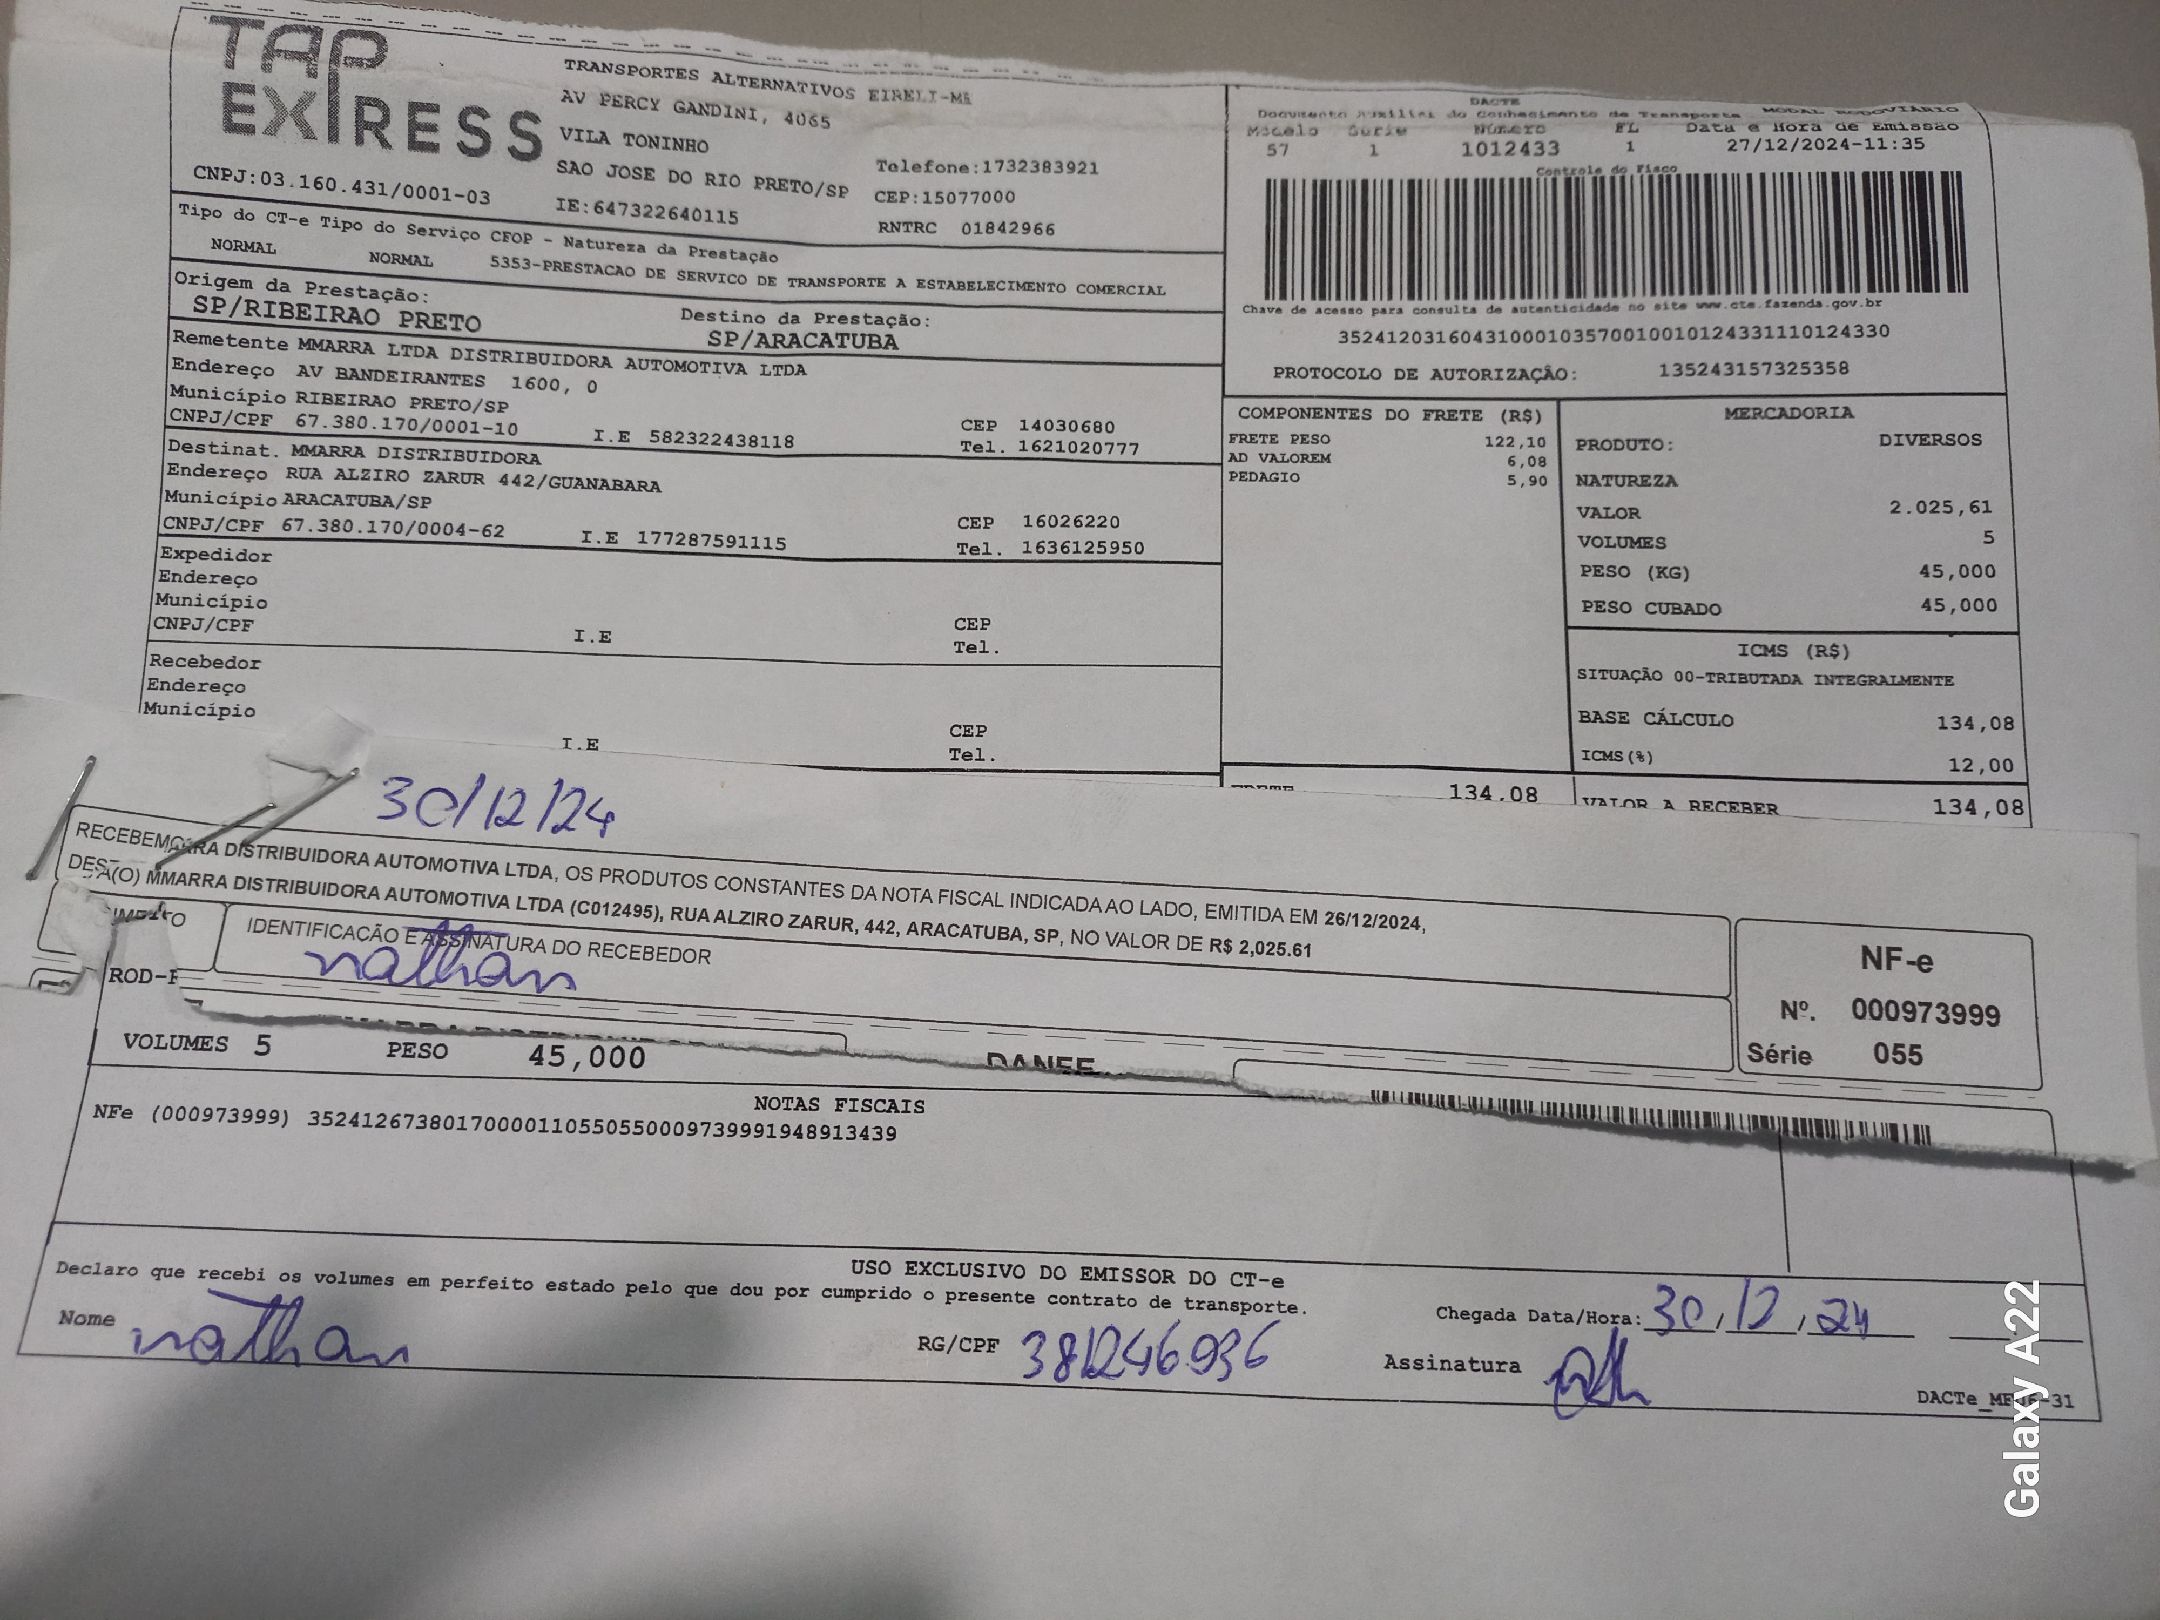 TAP EXPRESS
TRANSPORTES ALTERNATIVOS EIRELI-ME
AV PERCY GANDINI, 4065
VILA TONINHO
SAO JOSE DO RIO PRETO/SP
Telefone:1732383921
CEP:15077000
CNPJ:03.160.431/0001-03
IE:647322640115
RNTRC 01842966
Tipo do CT-e Tipo do Serviço CFOP - Natureza da Prestação
NORMAL NORMAL 5353-PRESTACAO DE SERVICO DE TRANSPORTE A ESTABELECIMENTO COMERCIAL
Origem da Prestação: Destino da Prestação:
SP/RIBEIRAO PRETO SP/ARACATUBA
Remetente MMARRA LTDA DISTRIBUIDORA AUTOMOTIVA LTDA
Endereço AV BANDEIRANTES 1600, 0
Município RIBEIRAO PRETO/SP CEP 14030680
CNPJ/CPF 67.380.170/0001-10 I.E 582322438118 Tel. 1621020777
Destinat. MMARRA DISTRIBUIDORA
Endereço RUA ALZIRO ZARUR 442/GUANABARA
Município ARACATUBA/SP CEP 16026220
CNPJ/CPF 67.380.170/0004-62 I.E 177287591115 Tel. 1636125950
Expedidor
Endereço
Município CEP
CNPJ/CPF I.E Tel.
Recebedor
Endereço
Município CEP
I.E Tel.
DACTE
Documento Auxiliar do Conhecimento de Transporte MODAL RODOVIÁRIO
Modelo Serie Número FL Data e Hora de Emissão
57 1 1012433 1 27/12/2024-11:35
Controle do Fisco
Chave de acesso para consulta de autenticidade no site www.cte.fazenda.gov.br
35241203160431000103570010010124331110124330
PROTOCOLO DE AUTORIZAÇÃO: 135243157325358
COMPONENTES DO FRETE (R$)
FRETE PESO 122,10
AD VALOREM 6,08
PEDAGIO 5,90
MERCADORIA
PRODUTO: DIVERSOS
NATUREZA
VALOR 2.025,61
VOLUMES 5
PESO (KG) 45,000
PESO CUBADO 45,000
ICMS (R$)
SITUAÇÃO 00-TRIBUTADA INTEGRALMENTE
BASE CÁLCULO 134,08
ICMS(%) 12,00
134,08 VALOR A RECEBER 134,08
30/12/24
RECEBEMO RRA DISTRIBUIDORA AUTOMOTIVA LTDA, OS PRODUTOS CONSTANTES DA NOTA FISCAL INDICADA AO LADO, EMITIDA EM 26/12/2024,
DEST A(O) MMARRA DISTRIBUIDORA AUTOMOTIVA LTDA (C012495), RUA ALZIRO ZARUR, 442, ARACATUBA, SP, NO VALOR DE R$ 2,025.61
IDENTIFICAÇÃO E ASSINATURA DO RECEBEDOR
nathan
NF-e
Nº. 000973999
Série 055
ROD-
VOLUMES 5 PESO 45,000
DANFE
NOTAS FISCAIS
NFe (000973999) 35241267380170000110550550009739991948913439
USO EXCLUSIVO DO EMISSOR DO CT-e
Declaro que recebi os volumes em perfeito estado pelo que dou por cumprido o presente contrato de transporte.
Chegada Data/Hora: 30,12,24
Nome nathan RG/CPF 381246936 Assinatura
Galaxy A22